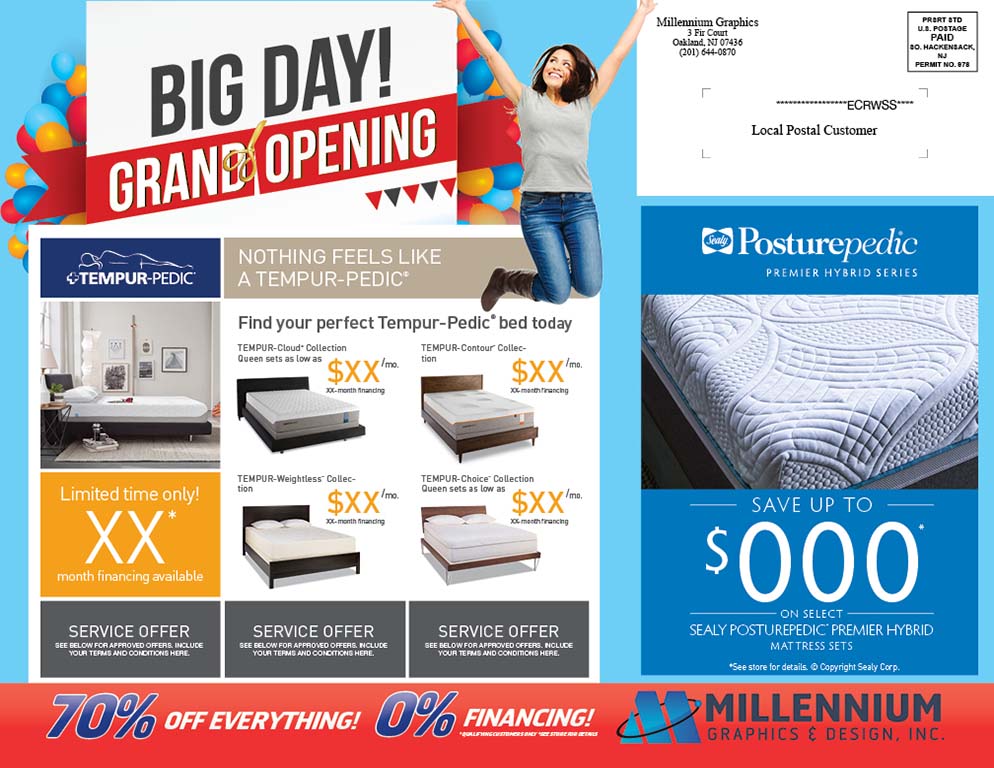 BIG DAY!
GRAND OPENING
Millennium Graphics
3 Fir Court
Oakland, NJ 07436
(201) 644-0870
PRSRT STD
U.S. POSTAGE
PAID
SO. HACKENSACK,
NJ
PERMIT NO. 978
*****************ECRWSS****
Local Postal Customer
TEMPUR-PEDIC®
NOTHING FEELS LIKE
A TEMPUR-PEDIC®
Find your perfect Tempur-Pedic® bed today
TEMPUR-Cloud® Collection
Queen sets as low as
$XX/mo.
XX-month financing
TEMPUR-Contour™ Collec-
tion
$XX/mo.
XX-month financing
TEMPUR-Weightless™ Collec-
tion
$XX/mo.
XX-month financing
TEMPUR-Choice™ Collection
Queen sets as low as
$XX/mo.
XX-month financing
Limited time only!
XX*
month financing available
SERVICE OFFER
SEE BELOW FOR APPROVED OFFERS. INCLUDE
YOUR TERMS AND CONDITIONS HERE.
SERVICE OFFER
SEE BELOW FOR APPROVED OFFERS. INCLUDE
YOUR TERMS AND CONDITIONS HERE.
SERVICE OFFER
SEE BELOW FOR APPROVED OFFERS. INCLUDE
YOUR TERMS AND CONDITIONS HERE.
Sealy Posturepedic
PREMIER HYBRID SERIES
SAVE UP TO
$000*
ON SELECT
SEALY POSTUREPEDIC® PREMIER HYBRID
MATTRESS SETS
*See store for details. © Copyright Sealy Corp.
70% OFF EVERYTHING!
0% FINANCING!
*QUALIFYING CUSTOMERS ONLY *SEE STORE FOR DETAILS
MILLENNIUM
GRAPHICS & DESIGN, INC.